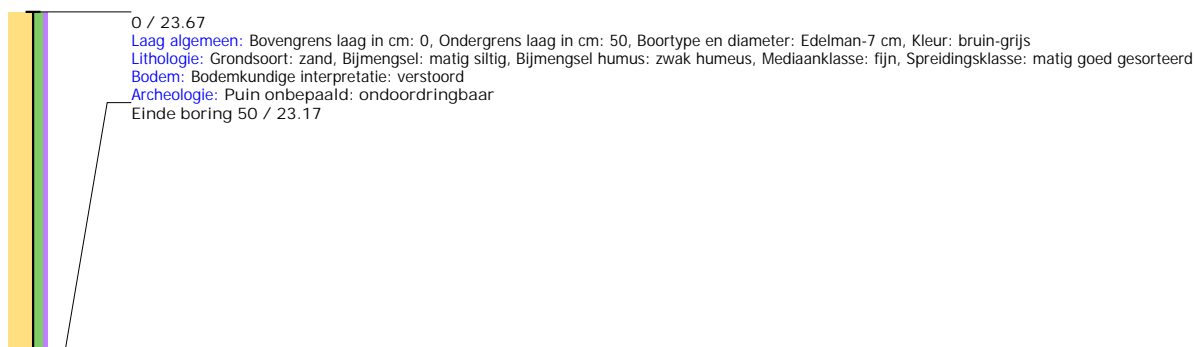 0 / 23.67
Laag algemeen: Bovengrens laag in cm: 0, Ondergrens laag in cm: 50, Boortype en diameter: Edelman-7 cm, Kleur: bruin-grijs
Lithologie: Grondsoort: zand, Bijmengsel: matig siltig, Bijmengsel humus: zwak humeus, Mediaanklasse: fijn, Spreidingsklasse: matig goed gesorteerd
Bodem: Bodemkundige interpretatie: verstoord
Archeologie: Puin onbepaald: ondoordringbaar
Einde boring 50 / 23.17